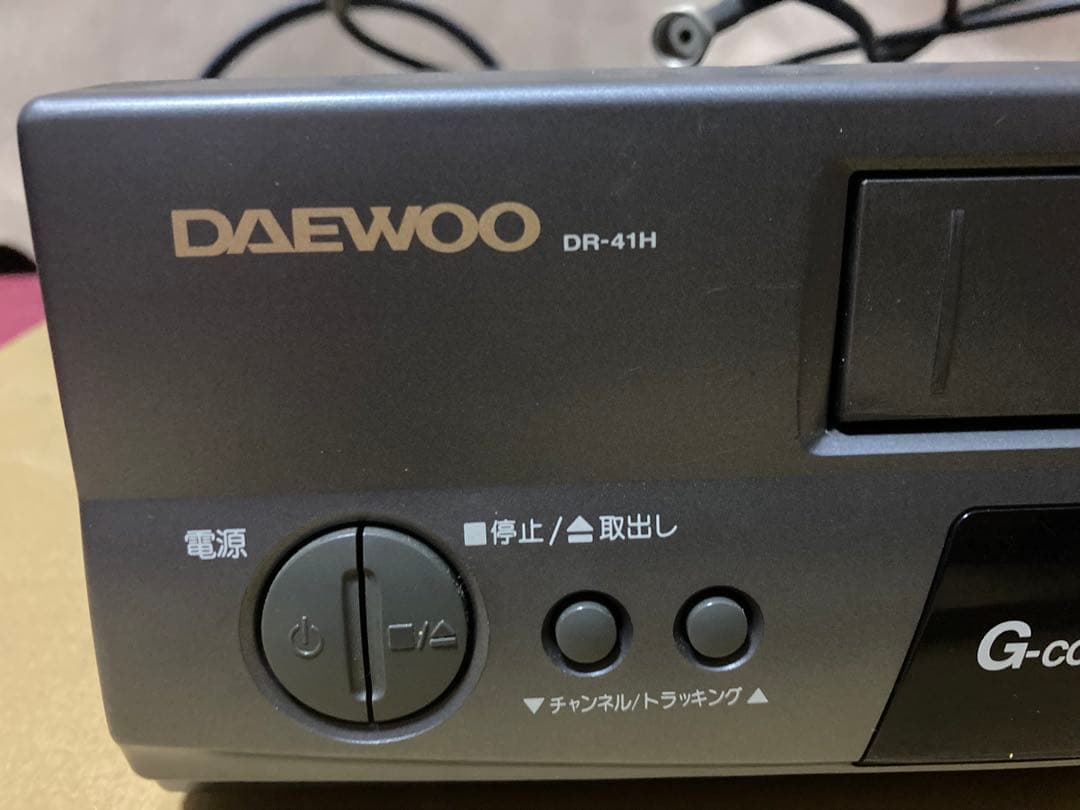 DAEWOO DR-41H
電源
■停止/⏏取出し
■/⏏
▼チャンネル/トラッキング▲
G-co